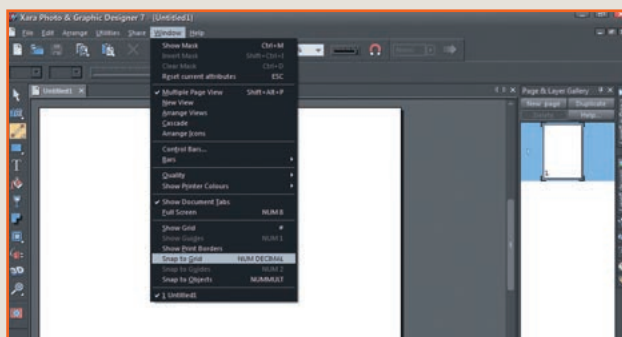 Xara Photo & Graphic Designer 7 - [Untitled1]
File Edit Arrange Utilities Share Window Help
Show Mask Ctrl+M
Insert Mask Shift+Ctrl+I
Clear Mask Ctrl+D
Reset current attributes ESC
Multiple Page View Shift+Alt+P
New View
Arrange Views
Cascade
Arrange Icons
Control Bars...
Bars
Quality
Show Printer Colours
Show Document Tabs
Full Screen NUM 8
Show Grid #
Show Guides NUM 1
Show Print Borders
Snap to Grid NUM DECIMAL
Snap to Guides NUM 2
Snap to Objects NUMMULT
1 Untitled1
Untitled1
Page & Layer Gallery
New page Duplicate
Delete Help...
1
T
3D